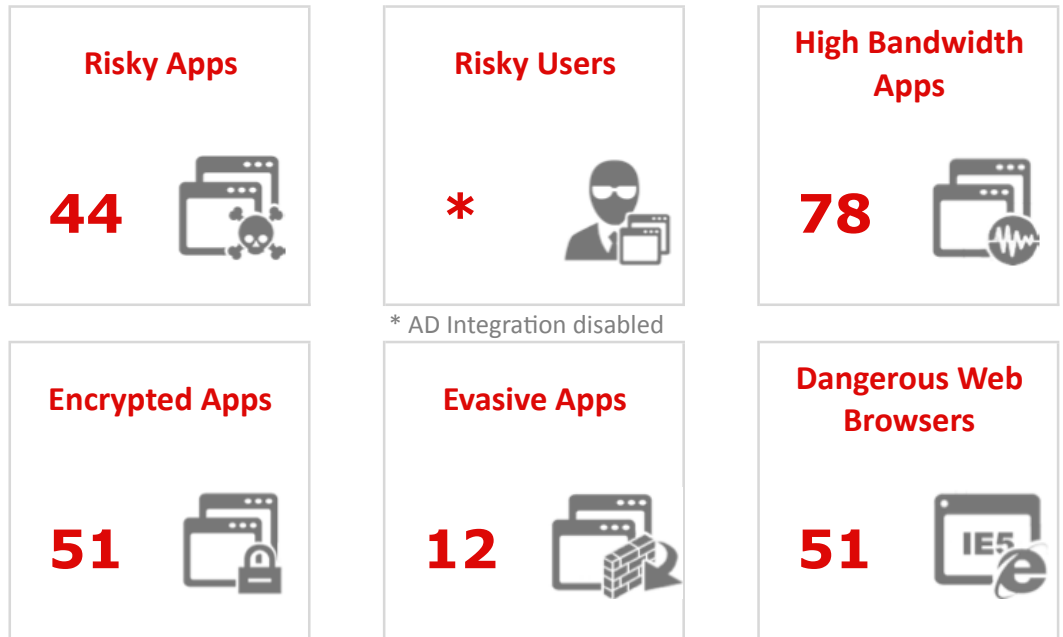 Risky Apps
44
Risky Users
*
High Bandwidth
Apps
78
* AD Integration disabled
Encrypted Apps
51
Evasive Apps
12
Dangerous Web
Browsers
51
IE5